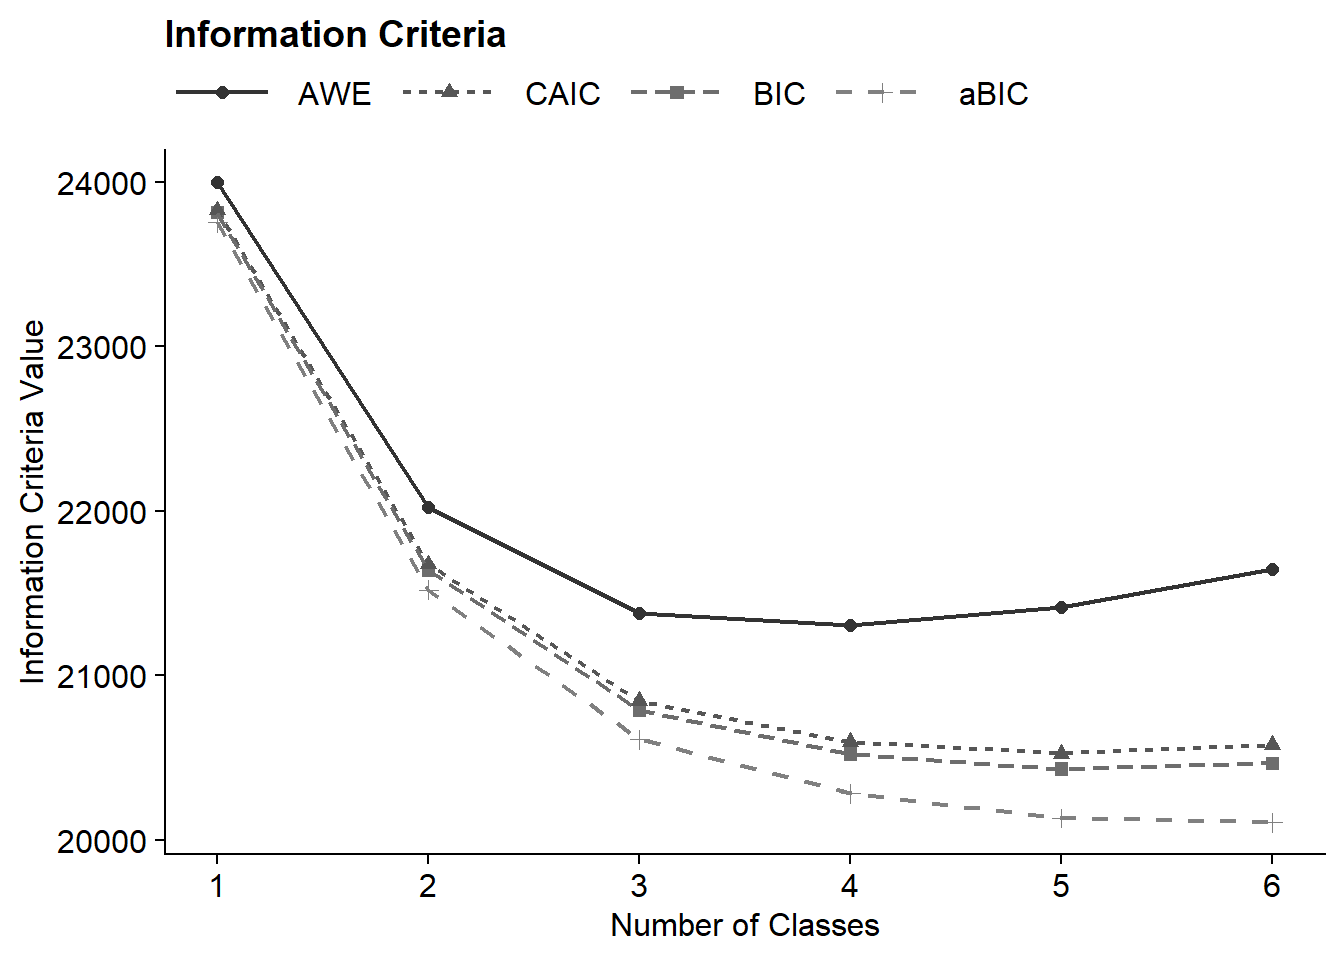 Information Criteria
AWE CAIC BIC aBIC
Information Criteria Value
24000
23000
22000
21000
20000
1 2 3 4 5 6
Number of Classes